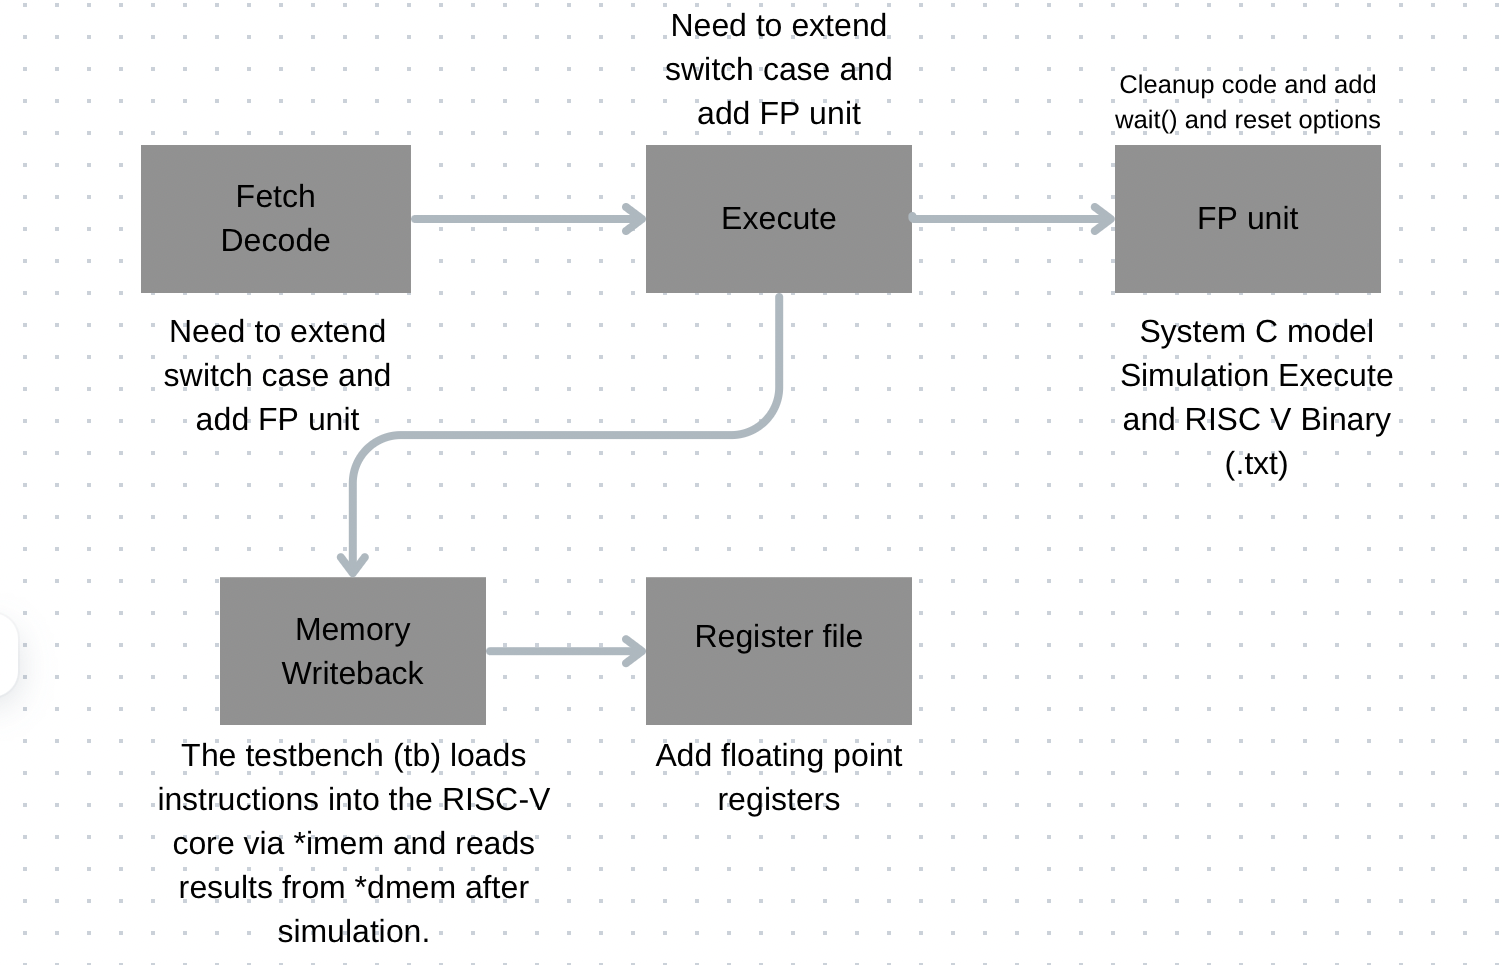 Need to extend
switch case and
add FP unit
Cleanup code and add
wait() and reset options
Fetch
Decode
Execute
FP unit
Need to extend
switch case and
add FP unit
System C model
Simulation Execute
and RISC V Binary
(.txt)
Memory
Writeback
Register file
The testbench (tb) loads
instructions into the RISC-V
core via *imem and reads
results from *dmem after
simulation.
Add floating point
registers